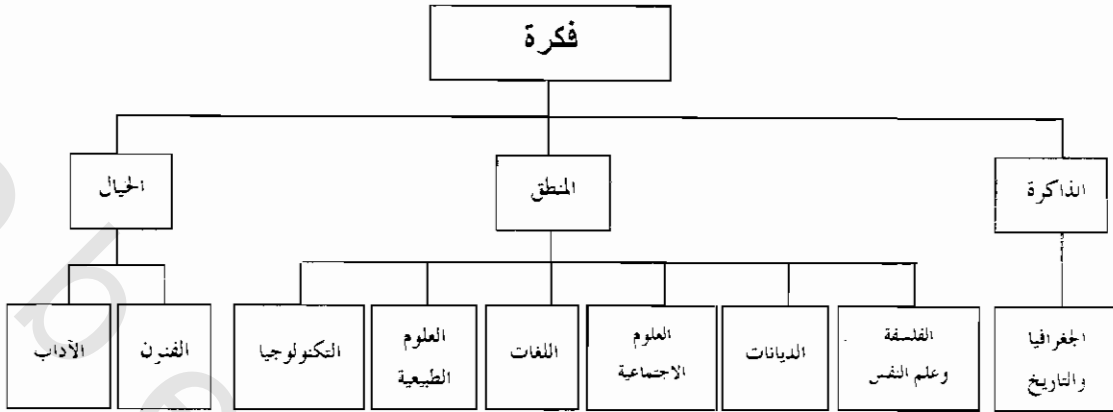 فكرة
الذاكرة
المنطق
الخيال
الجغرافيا
والتاريخ
الفلسفة
وعلم النفس
الديانات
العلوم
الاجتماعية
اللغات
العلوم
الطبيعية
التكنولوجيا
الفنون
الآداب